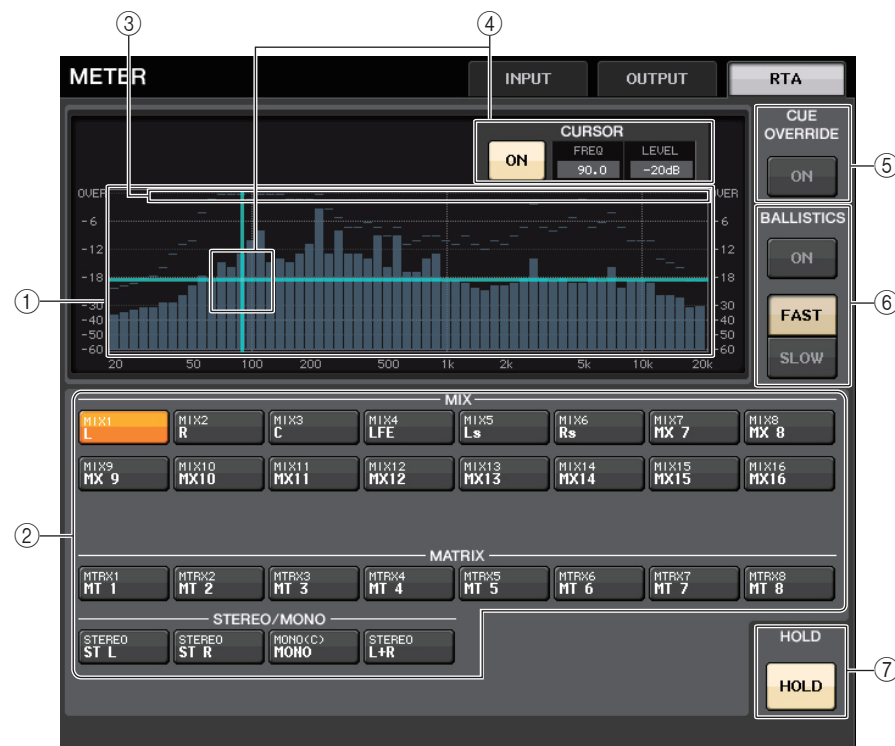 ③ ④
METER INPUT OUTPUT RTA
CURSOR
ON FREQ LEVEL
90.0 -20dB
CUE
OVERRIDE
ON
⑤
OVER VER
-6 -6
-12 -12
-18 -18
-30 -30
-40 -40
-50 -50
-60 -60
20 50 100 200 500 1k 2k 5k 10k 20k
①
BALLISTICS
ON
FAST
SLOW
⑥
②
MIX
MIX1 MIX2 MIX3 MIX4 MIX5 MIX6 MIX7 MIX8
L R C LFE Ls Rs MX 7 MX 8
MIX9 MIX10 MIX11 MIX12 MIX13 MIX14 MIX15 MIX16
MX 9 MX10 MX11 MX12 MX13 MX14 MX15 MX16
MATRIX
MTRX1 MTRX2 MTRX3 MTRX4 MTRX5 MTRX6 MTRX7 MTRX8
MT 1 MT 2 MT 3 MT 4 MT 5 MT 6 MT 7 MT 8
STEREO/MONO
STEREO STEREO MONO(C) STEREO
ST L ST R MONO L+R
HOLD
HOLD
⑦